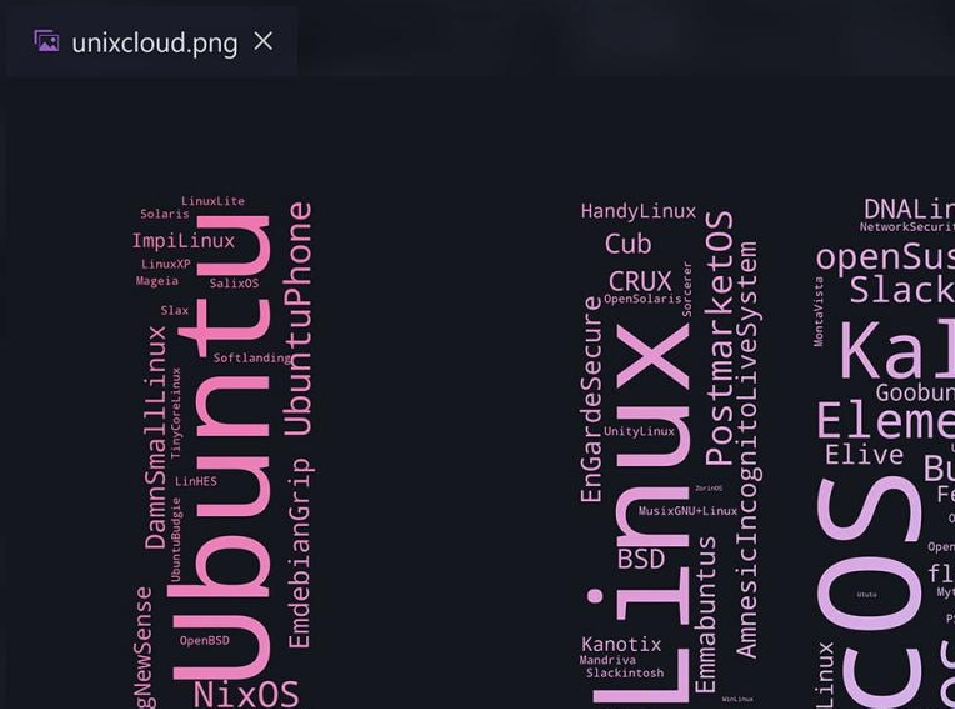 unixcloud.png
LinuxLite
Solaris
ImpiLinux
LinuxXP
Mageia
SalixOS
Slax
Softlanding
Ubuntu
UbuntuPhone
DamnSmallLinux
TinyCoreLinux
LinHES
UbuntuBudgie
EmdebianGrip
gNewSense
OpenBSD
NixOS
HandyLinux
Cub
CRUX
OpenSolaris
Sorcerer
PostmarketOS
EnGardeSecure
Linux
UnityLinux
ZorinOS
MusixGNU+Linux
BSD
AmnesicIncognitoLiveSystem
Emmabuntus
Kanotix
Mandriva
Slackintosh
WinLinux
DNALin
NetworkSecurit
openSus
Slack
MontaVista
Kal
Goobun
Eleme
Elive
Bu
Fe
Open
fl
Myt
Ututu
cOS
Linux